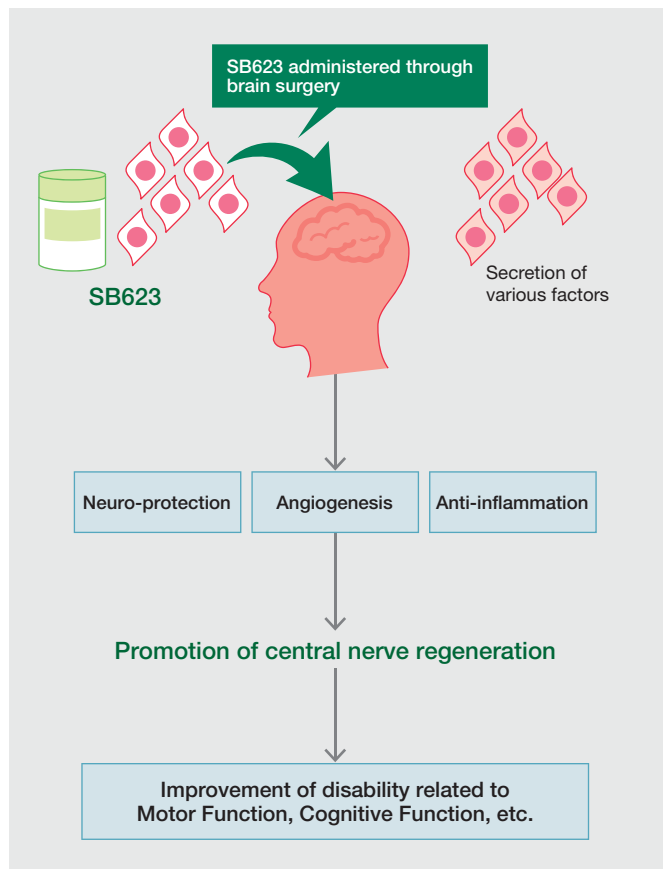 SB623 administered through
brain surgery
SB623
Secretion of
various factors
Neuro-protection
Angiogenesis
Anti-inflammation
Promotion of central nerve regeneration
Improvement of disability related to
Motor Function, Cognitive Function, etc.